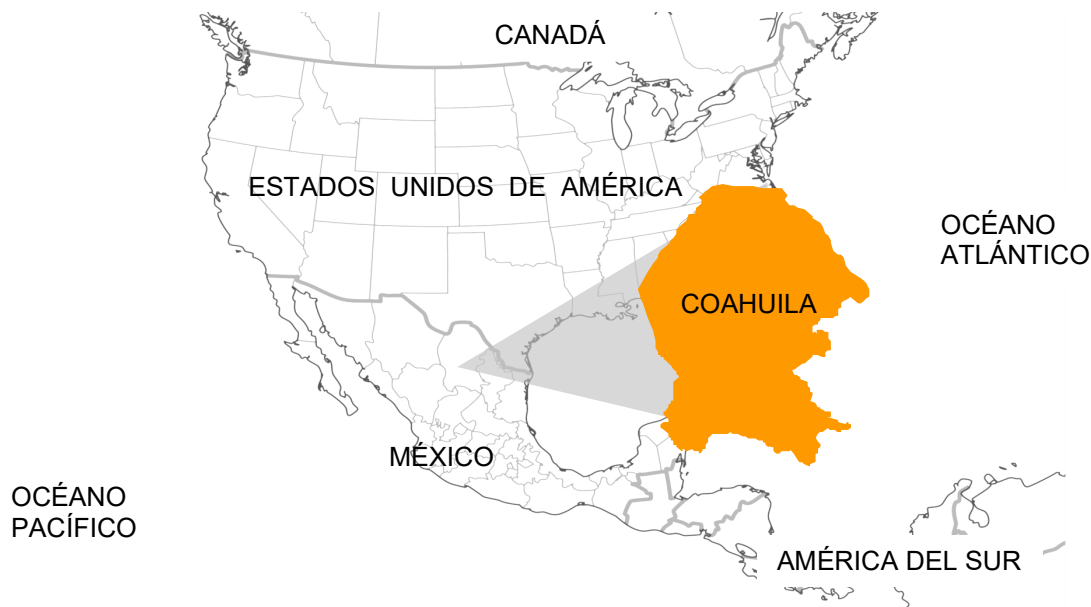 CANADÁ
ESTADOS UNIDOS DE AMÉRICA
OCÉANO
ATLÁNTICO
COAHUILA
MÉXICO
OCÉANO
PACÍFICO
AMÉRICA DEL SUR